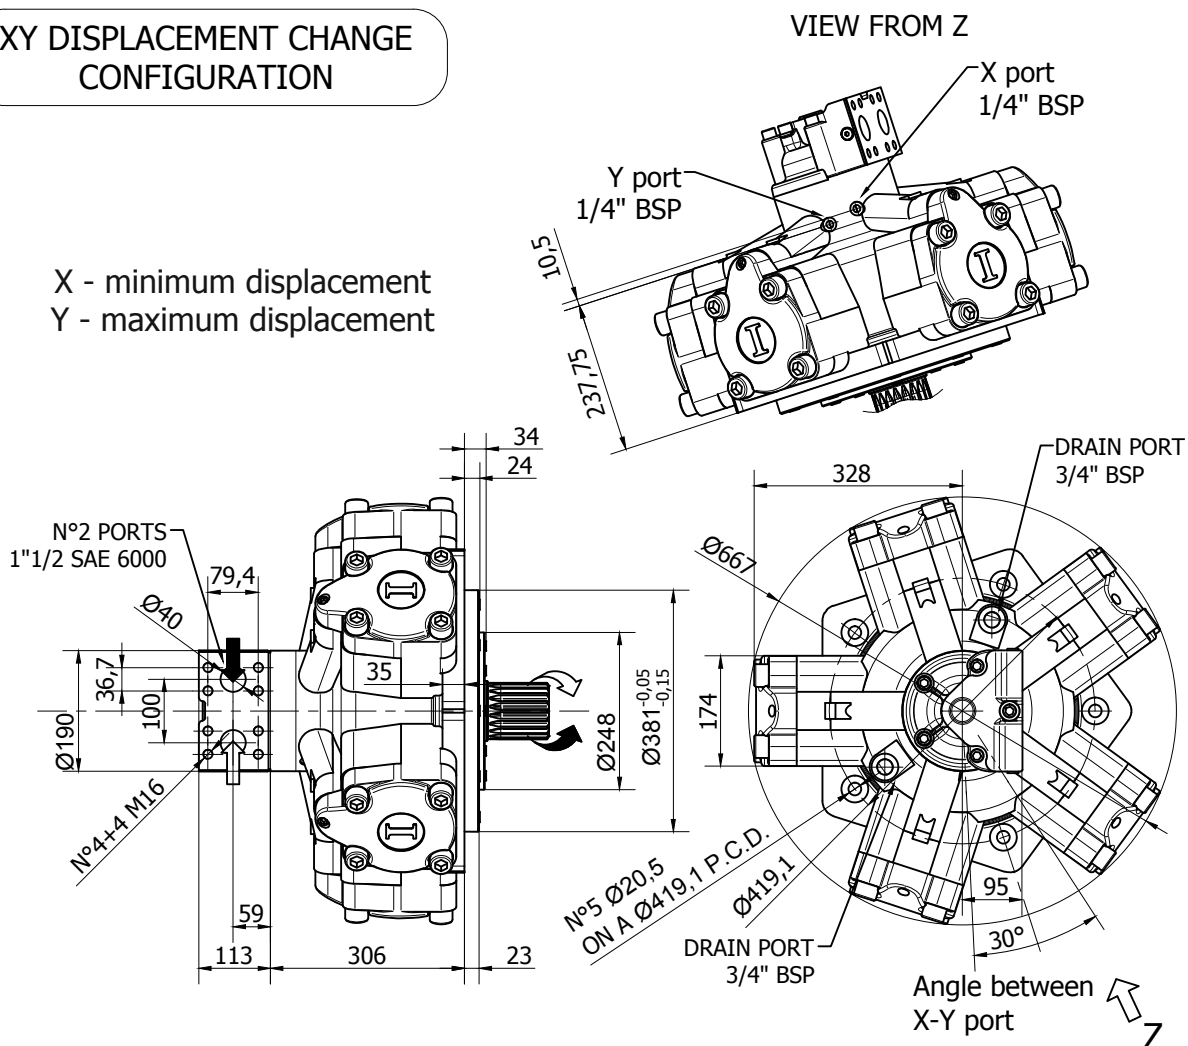 XY DISPLACEMENT CHANGE
CONFIGURATION
VIEW FROM Z
X port
1/4" BSP
Y port
1/4" BSP
10,5
237,75
X - minimum displacement
Y - maximum displacement
34
24
N°2 PORTS
1"1/2 SAE 6000
79,4
Ø40
36,7
100
Ø190
N°4+4 M16
59
113
306
23
35
Ø248
Ø381-0,05
-0,15
I
I
I
I
328
DRAIN PORT
3/4" BSP
Ø667
174
N°5 Ø20,5
ON A Ø419,1 P.C.D.
Ø419,1
DRAIN PORT
3/4" BSP
95
30°
Angle between
X-Y port
Z